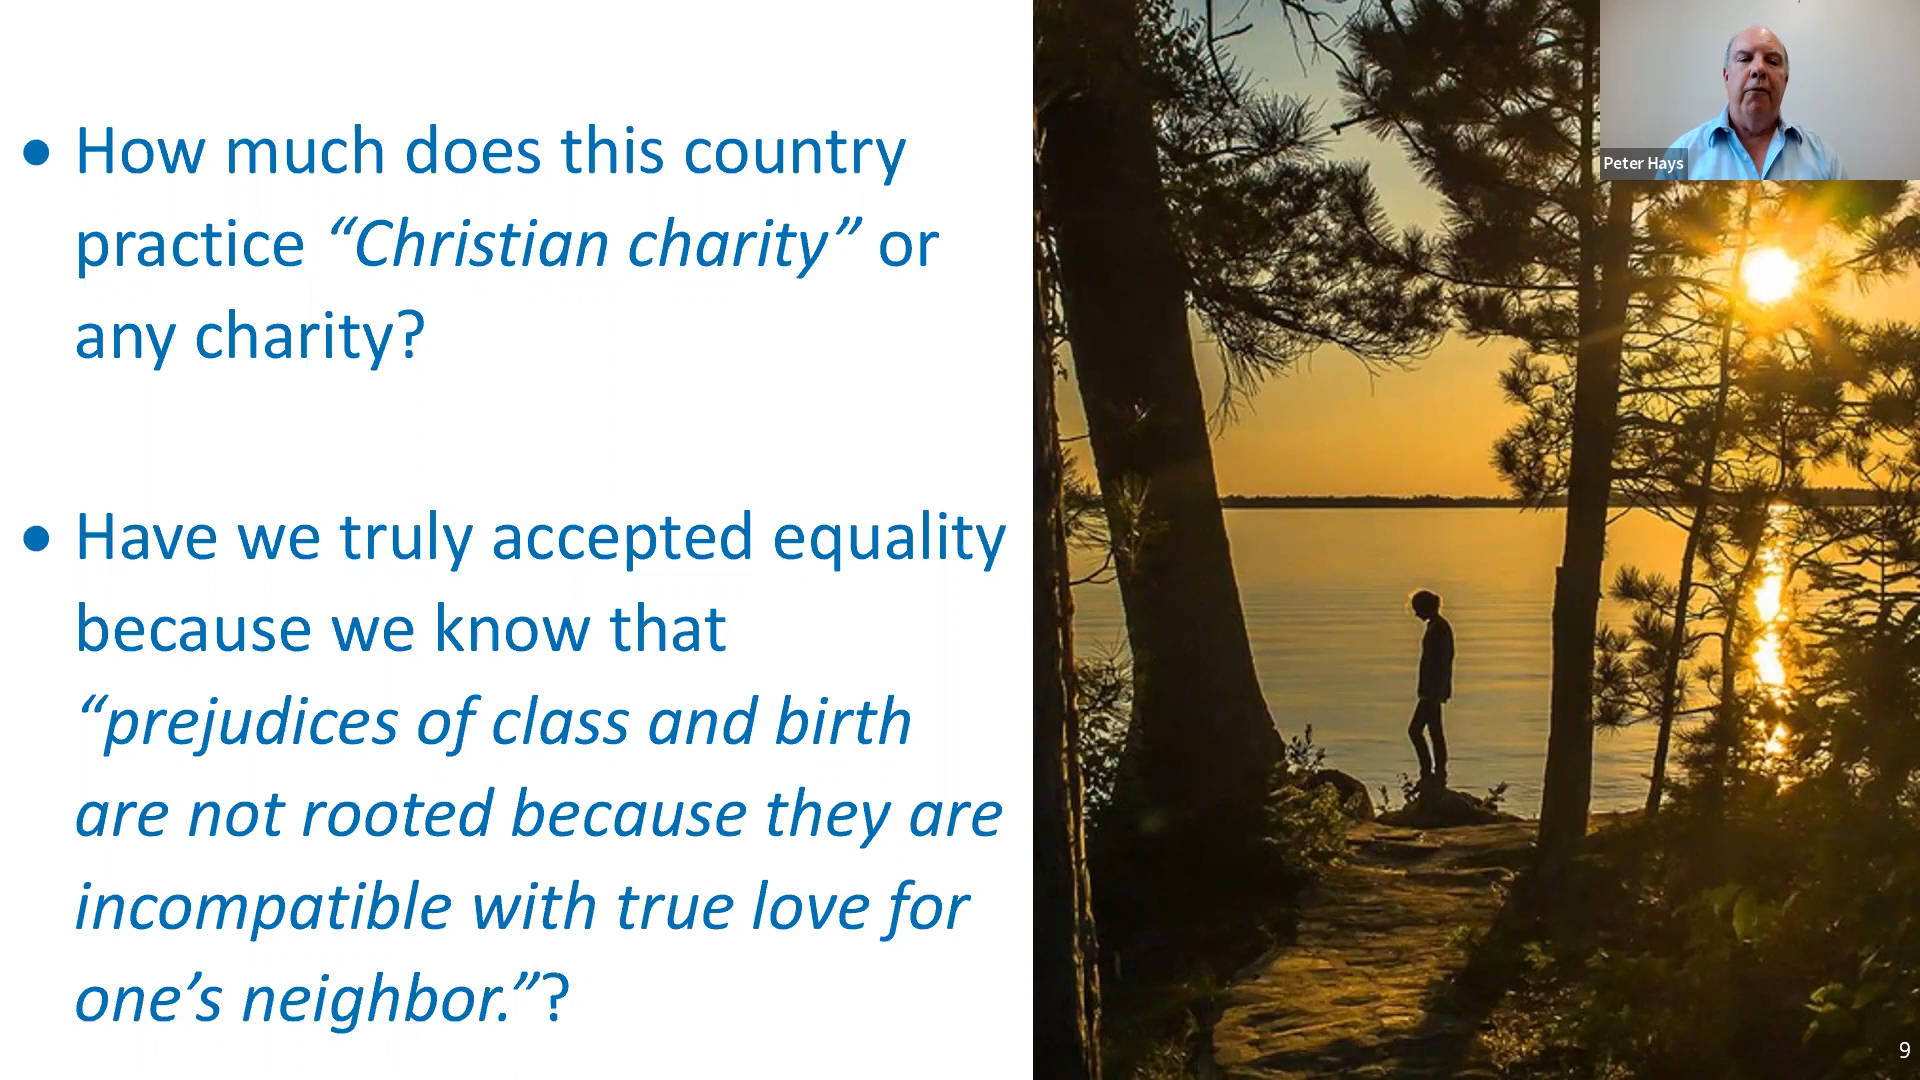 • How much does this country
practice “Christian charity” or
any charity?
• Have we truly accepted equality
because we know that
“prejudices of class and birth
are not rooted because they are
incompatible with true love for
one’s neighbor.”?
Peter Hays
9